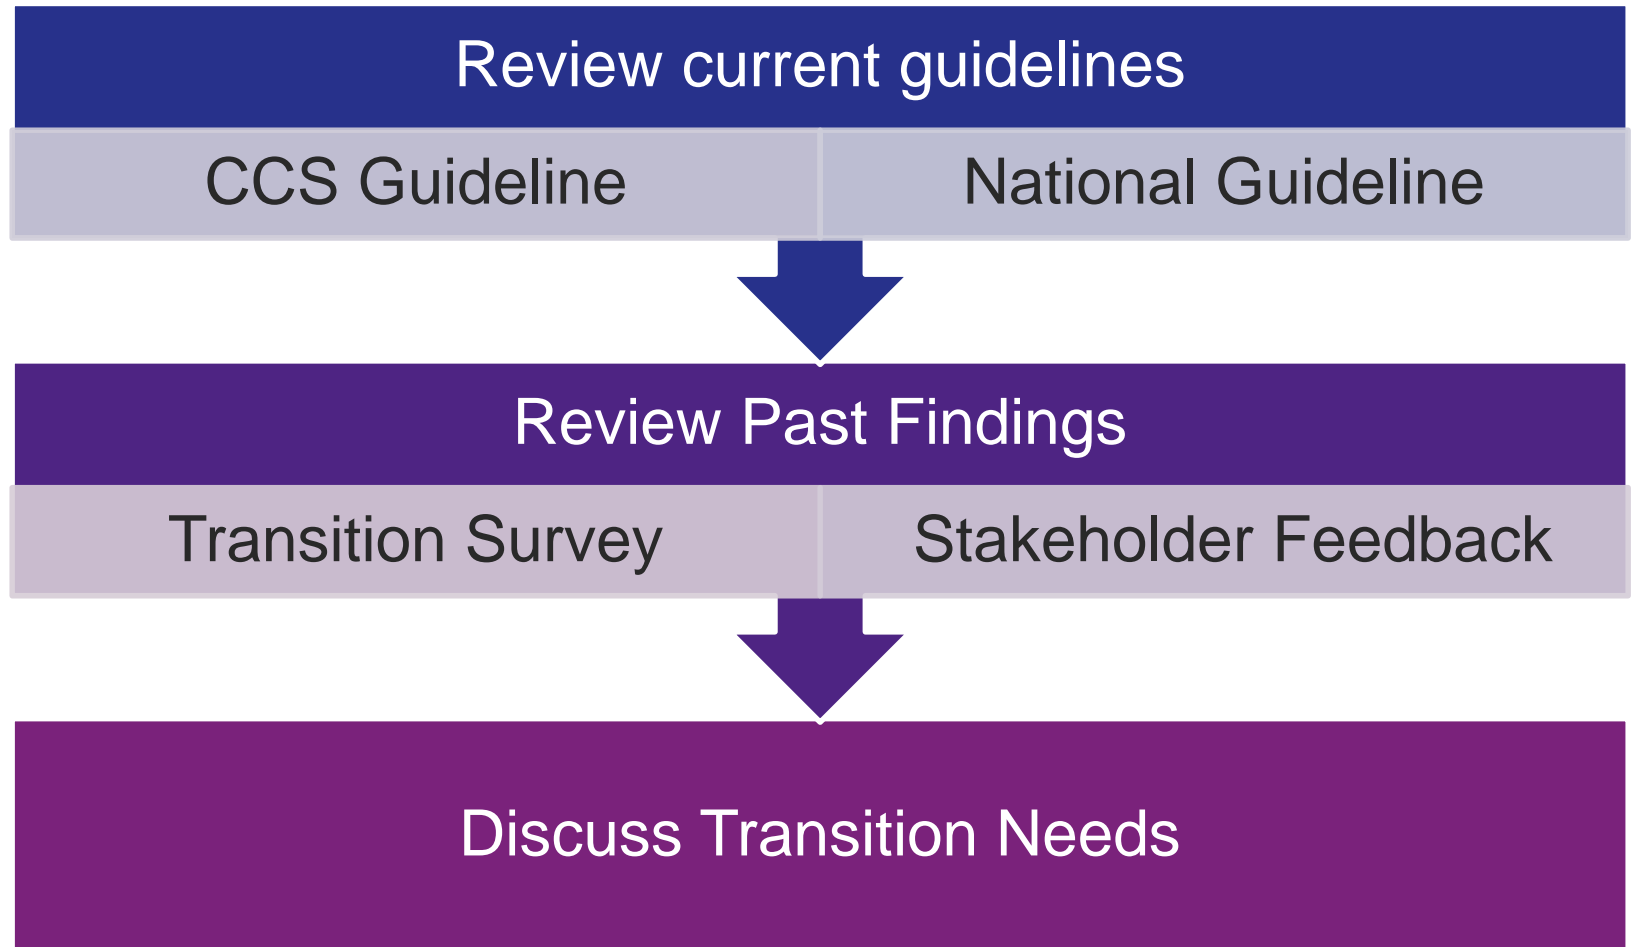 Review current guidelines
CCS Guideline
National Guideline
Review Past Findings
Transition Survey
Stakeholder Feedback
Discuss Transition Needs